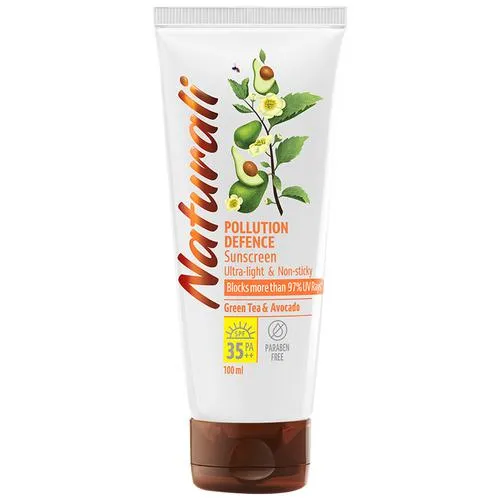 Naturali
POLLUTION
DEFENCE
Sunscreen
Ultra-light & Non-sticky
Blocks more than 97% UV Rays
Green Tea & Avocado
SPF
35 PA
++
PARABEN
FREE
100 ml